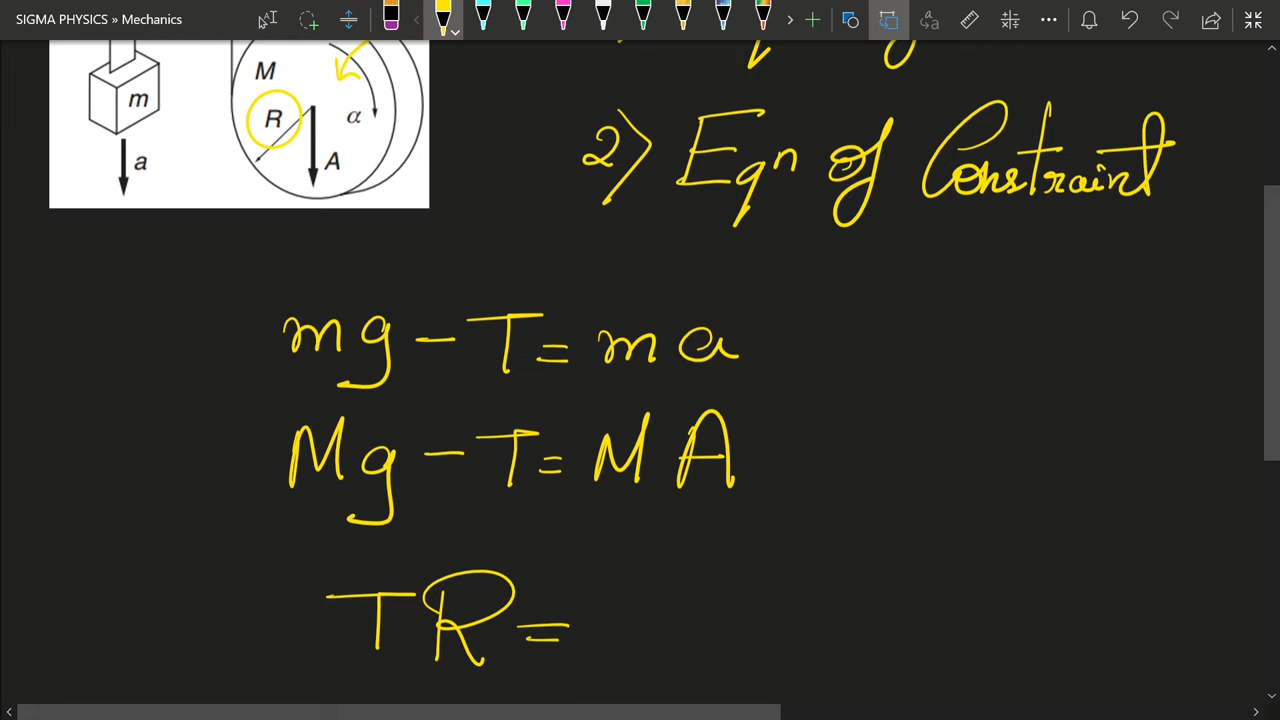 SIGMA PHYSICS » Mechanics
m
a
M
R
α
A
2) Eqn of Constraint
mg - T = ma
Mg - T = MA
TR =